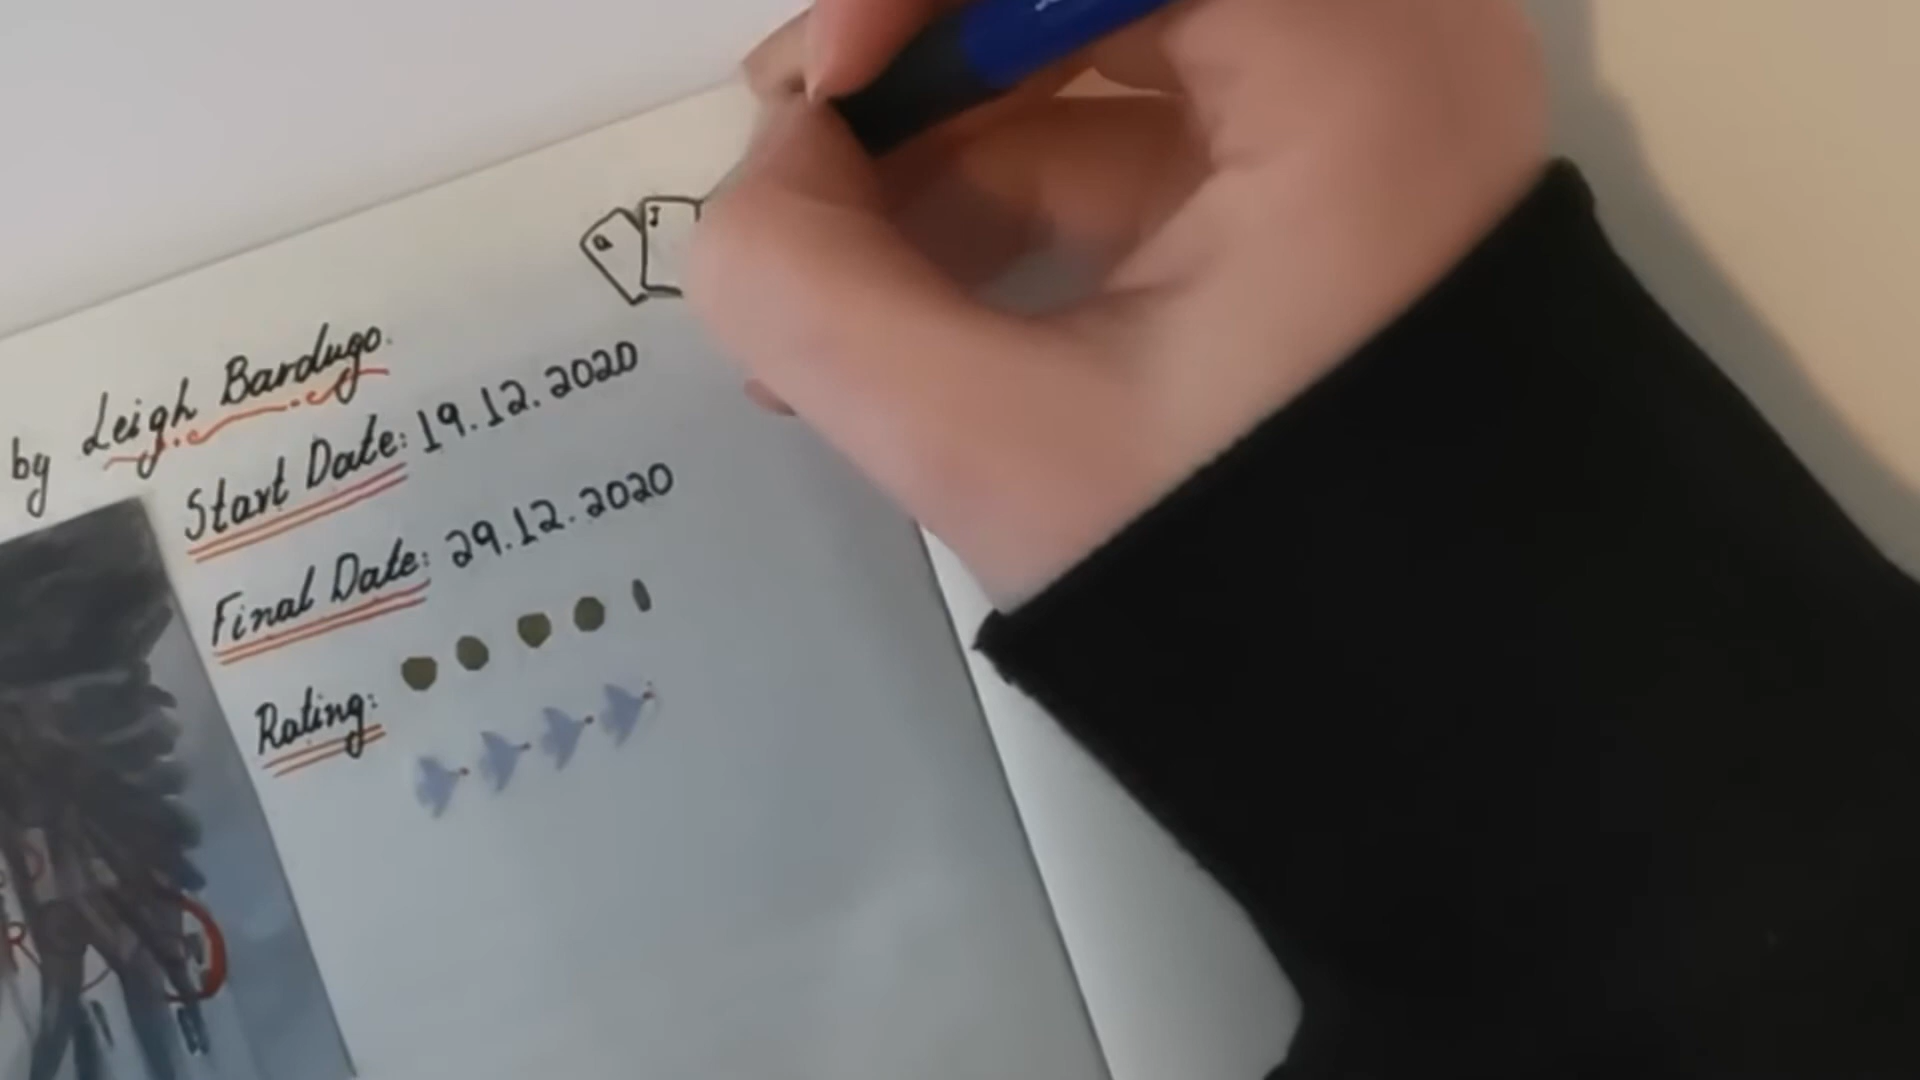 Q
J
by Leigh Bardugo.
Start Date: 19.12.2020
Final Date: 29.12.2020
Rating: